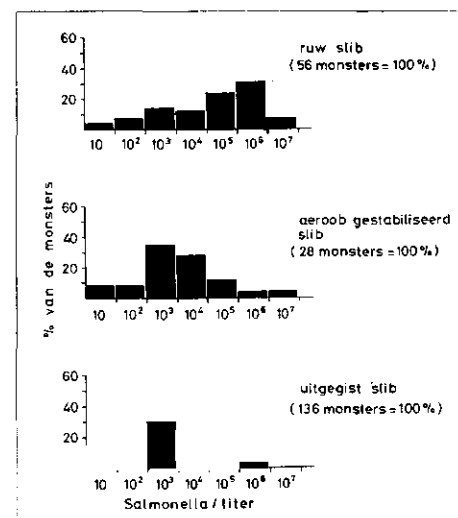 60
40
20
ruw slib
(56 monsters = 100%)
10 10² 10³ 10⁴ 10⁵ 10⁶ 10⁷
% van de monsters
60
40
20
aeroob gestabiliseerd
slib
(28 monsters = 100%)
10 10² 10³ 10⁴ 10⁵ 10⁶ 10⁷
60
40
20
uitgegist slib
(136 monsters = 100%)
10 10² 10³ 10⁴ 10⁵ 10⁶ 10⁷
Salmonella / liter